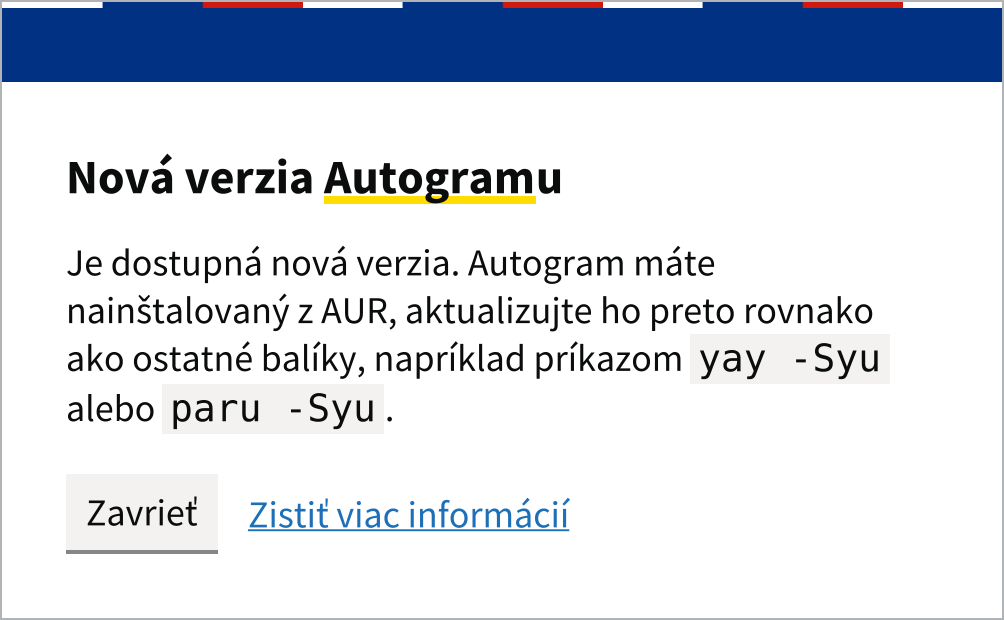 Nová verzia Autogramu
Je dostupná nová verzia. Autogram máte
nainštalovaný z AUR, aktualizujte ho preto rovnako
ako ostatné balíky, napríklad príkazom yay -Syu
alebo paru -Syu.
Zavrieť Zistiť viac informácií